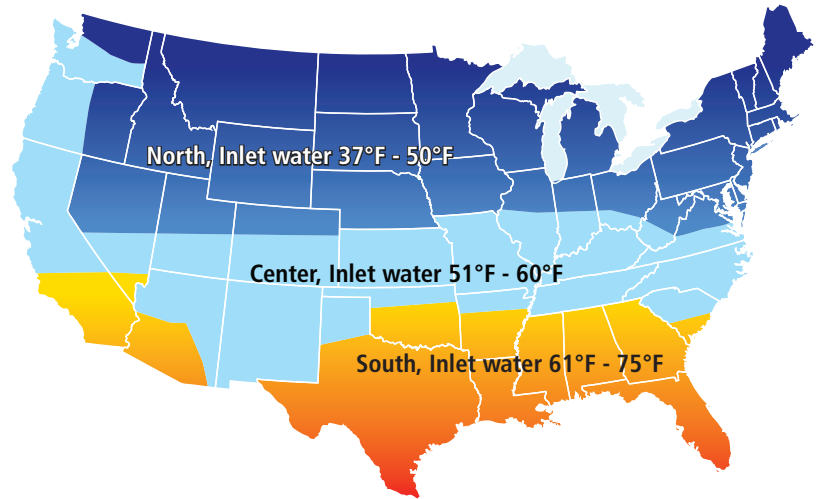 North, Inlet water 37°F - 50°F
Center, Inlet water 51°F - 60°F
South, Inlet water 61°F - 75°F